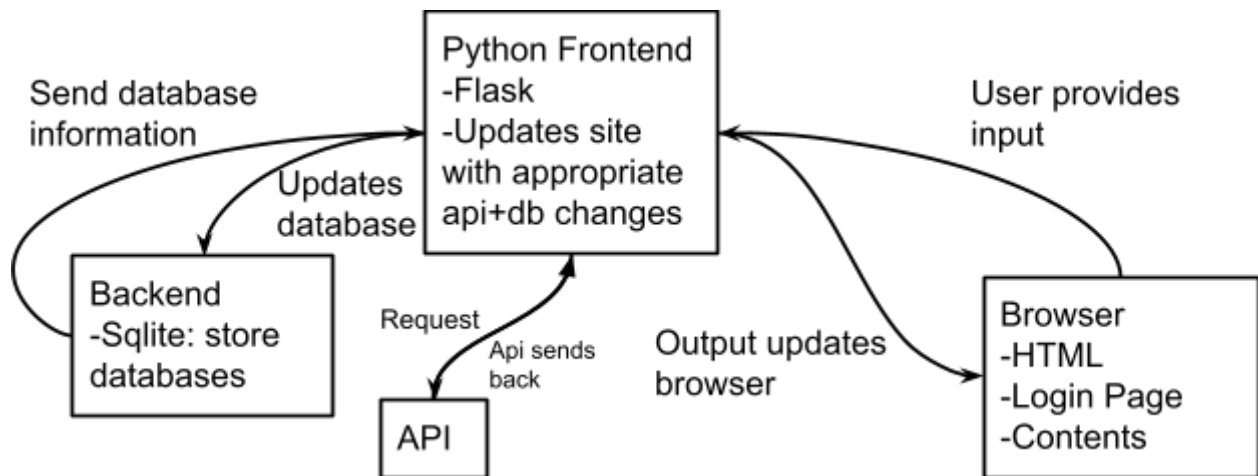 Python Frontend
-Flask
-Updates site
with appropriate
api+db changes
Send database
information
Updates
database
User provides
input
Backend
-Sqlite: store
databases
Request
Api sends
back
API
Output updates
browser
Browser
-HTML
-Login Page
-Contents